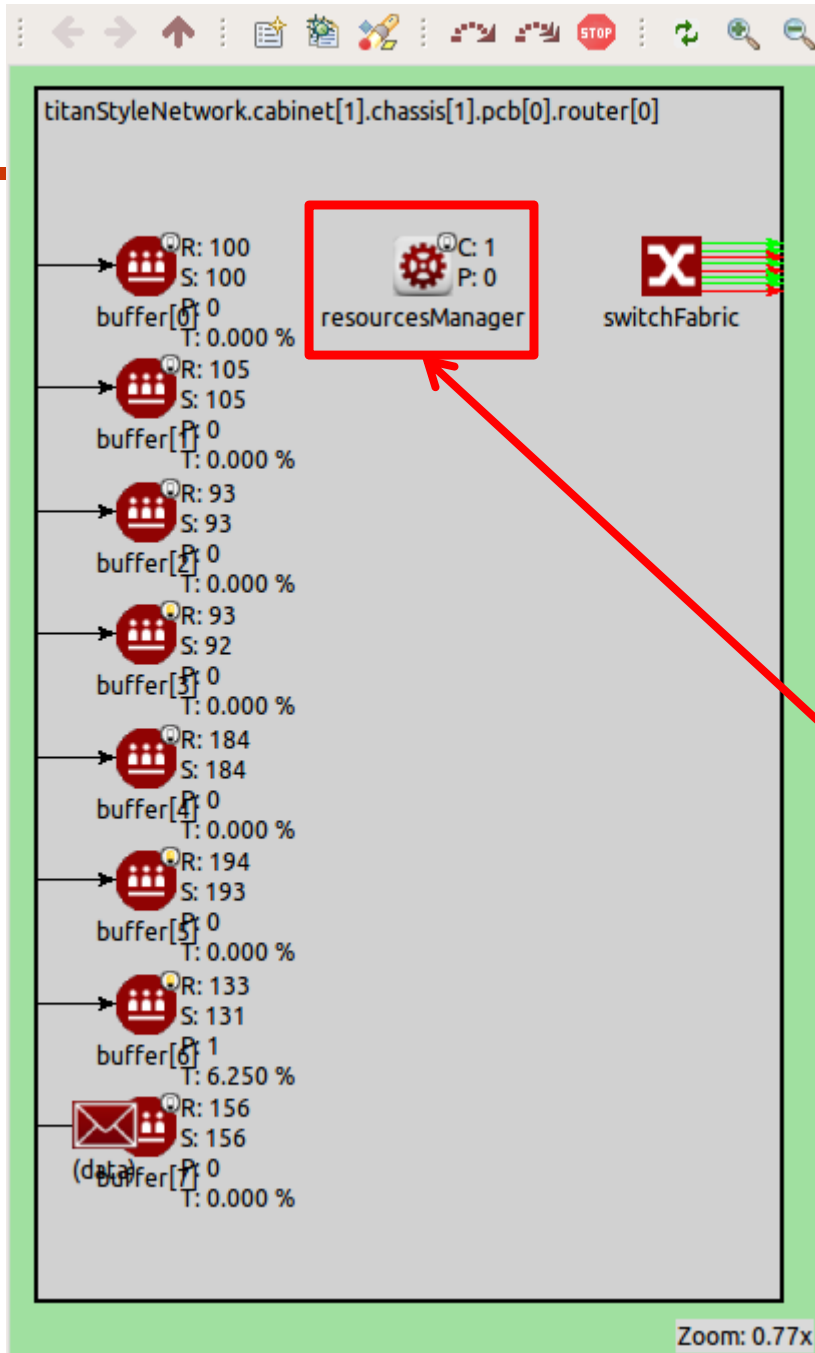 STOP
titanStyleNetwork.cabinet[1].chassis[1].pcb[0].router[0]
R: 100
S: 100
P: 0
T: 0.000 %
buffer[0]
C: 1
P: 0
resourcesManager
switchFabric
R: 105
S: 105
P: 0
T: 0.000 %
buffer[1]
R: 93
S: 93
P: 0
T: 0.000 %
buffer[2]
R: 93
S: 92
P: 0
T: 0.000 %
buffer[3]
R: 184
S: 184
P: 0
T: 0.000 %
buffer[4]
R: 194
S: 193
P: 0
T: 0.000 %
buffer[5]
R: 133
S: 131
P: 1
T: 6.250 %
buffer[6]
R: 156
S: 156
P: 0
T: 0.000 %
(data)
buffer[7]
Zoom: 0.77x